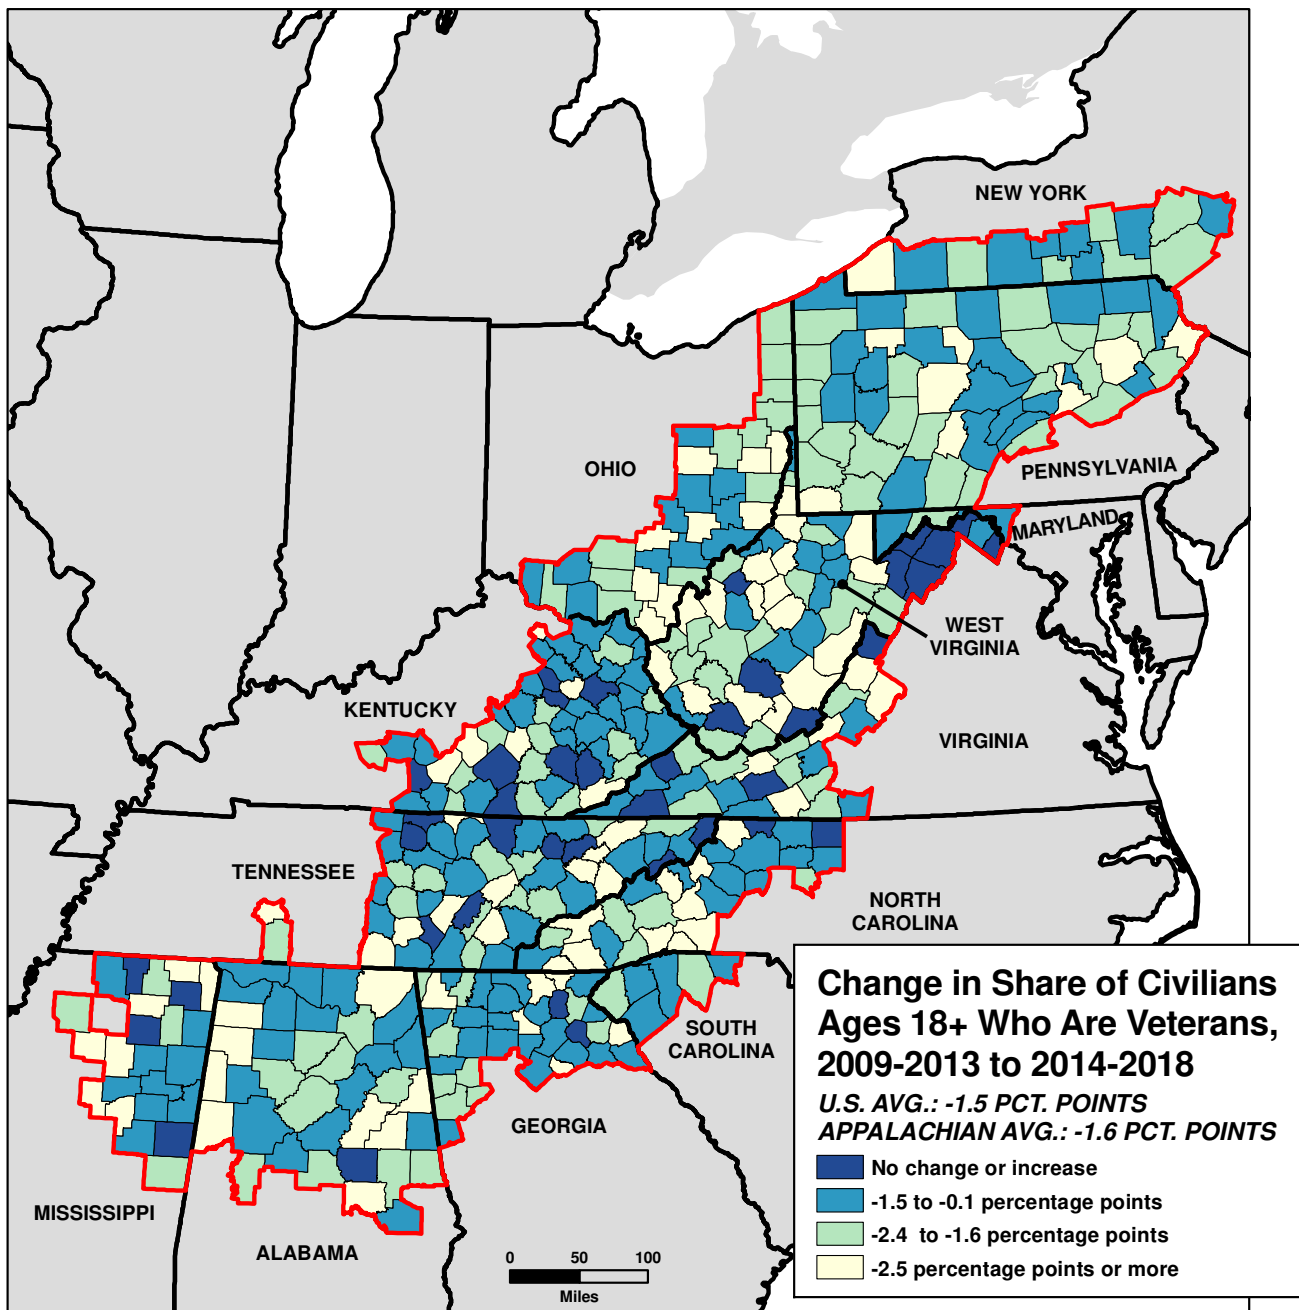 NEW YORK
OHIO
PENNSYLVANIA
MARYLAND
WEST
VIRGINIA
KENTUCKY
VIRGINIA
TENNESSEE
NORTH
CAROLINA
SOUTH
CAROLINA
GEORGIA
MISSISSIPPI
ALABAMA
0 50 100
Miles
Change in Share of Civilians
Ages 18+ Who Are Veterans,
2009-2013 to 2014-2018
U.S. AVG.: -1.5 PCT. POINTS
APPALACHIAN AVG.: -1.6 PCT. POINTS
No change or increase
-1.5 to -0.1 percentage points
-2.4 to -1.6 percentage points
-2.5 percentage points or more